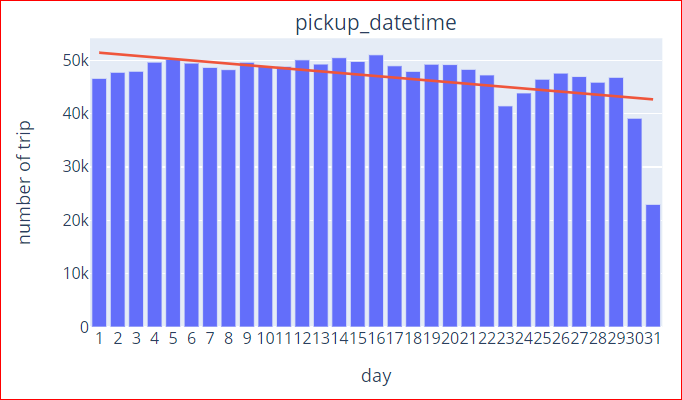 pickup_datetime
50k
40k
30k
20k
10k
0
number of trip
1 2 3 4 5 6 7 8 9 10 11 12 13 14 15 16 17 18 19 20 21 22 23 24 25 26 27 28 29 30 31
day